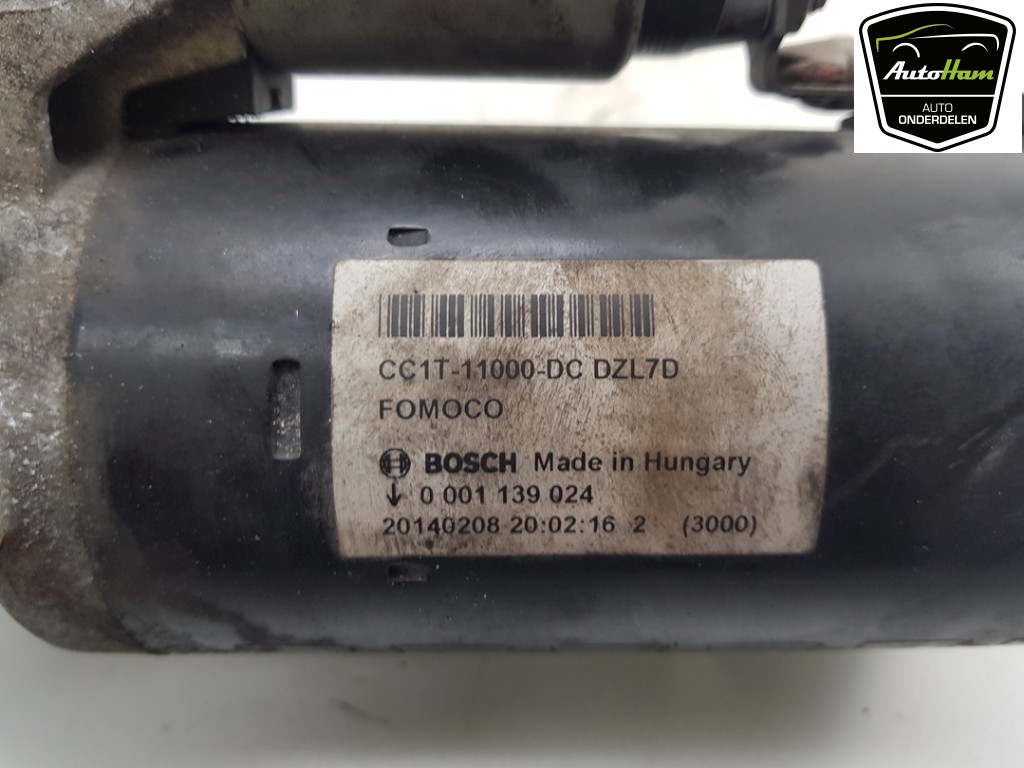 AutoHam
AUTO
ONDERDELEN
CC1T-11000-DC DZL7D
FOMOCO
BOSCH Made in Hungary
↓ 0 001 139 024
20140208 20:02:16 2 (3000)